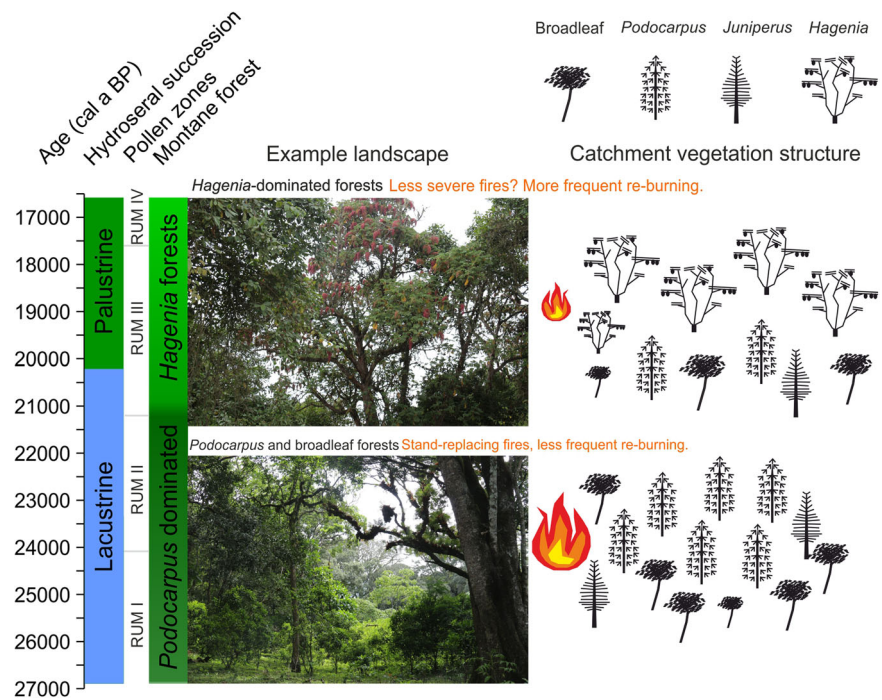 Broadleaf
Podocarpus
Juniperus
Hagenia
Age (cal a BP)
Hydroseral succession
Pollen zones
Montane forest
Example landscape
Catchment vegetation structure
Hagenia-dominated forests Less severe fires? More frequent re-burning.
17000
18000
19000
20000
21000
22000
23000
24000
25000
26000
27000
Palustrine
Lacustrine
RUM IV
RUM III
RUM II
RUM I
Hagenia forests
Podocarpus dominated
Podocarpus and broadleaf forests Stand-replacing fires, less frequent re-burning.